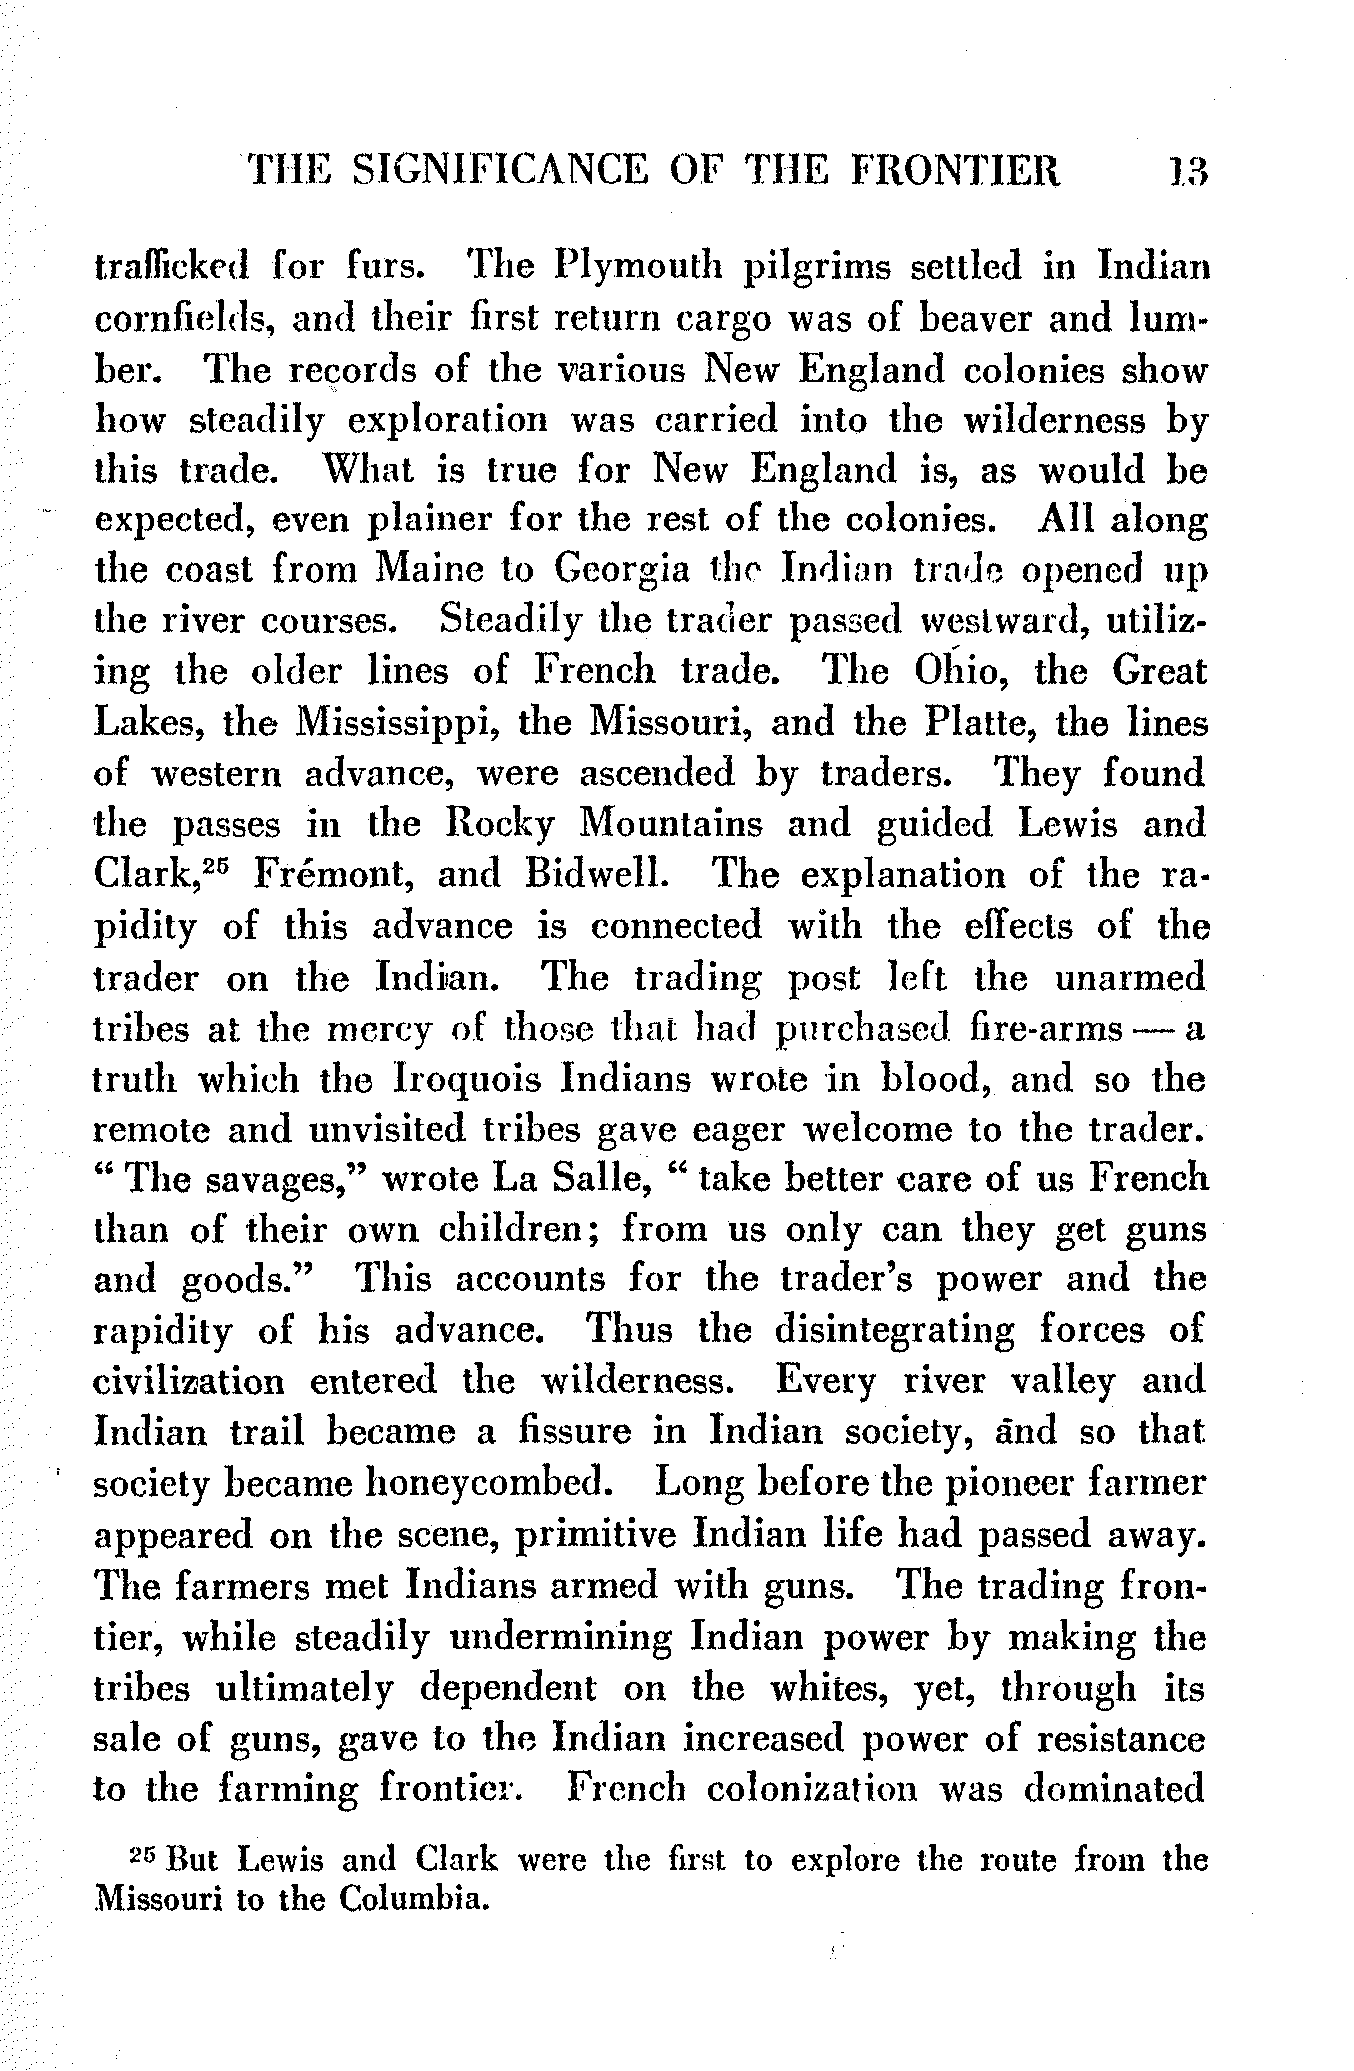 THE SIGNIFICANCE OF THE FRONTIER 13
trafficked for furs. The Plymouth pilgrims settled in Indian
cornfields, and their first return cargo was of beaver and lum-
ber. The records of the various New England colonies show
how steadily exploration was carried into the wilderness by
this trade. What is true for New England is, as would be
expected, even plainer for the rest of the colonies. All along
the coast from Maine to Georgia the Indian trade opened up
the river courses. Steadily the trader passed westward, utiliz-
ing the older lines of French trade. The Ohio, the Great
Lakes, the Mississippi, the Missouri, and the Platte, the lines
of western advance, were ascended by traders. They found
the passes in the Rocky Mountains and guided Lewis and
Clark,²⁵ Frémont, and Bidwell. The explanation of the ra-
pidity of this advance is connected with the effects of the
trader on the Indian. The trading post left the unarmed
tribes at the mercy of those that had purchased fire-arms — a
truth which the Iroquois Indians wrote in blood, and so the
remote and unvisited tribes gave eager welcome to the trader.
“ The savages,” wrote La Salle, “ take better care of us French
than of their own children; from us only can they get guns
and goods.” This accounts for the trader’s power and the
rapidity of his advance. Thus the disintegrating forces of
civilization entered the wilderness. Every river valley and
Indian trail became a fissure in Indian society, and so that
society became honeycombed. Long before the pioneer farmer
appeared on the scene, primitive Indian life had passed away.
The farmers met Indians armed with guns. The trading fron-
tier, while steadily undermining Indian power by making the
tribes ultimately dependent on the whites, yet, through its
sale of guns, gave to the Indian increased power of resistance
to the farming frontier. French colonization was dominated
²⁵ But Lewis and Clark were the first to explore the route from the
Missouri to the Columbia.